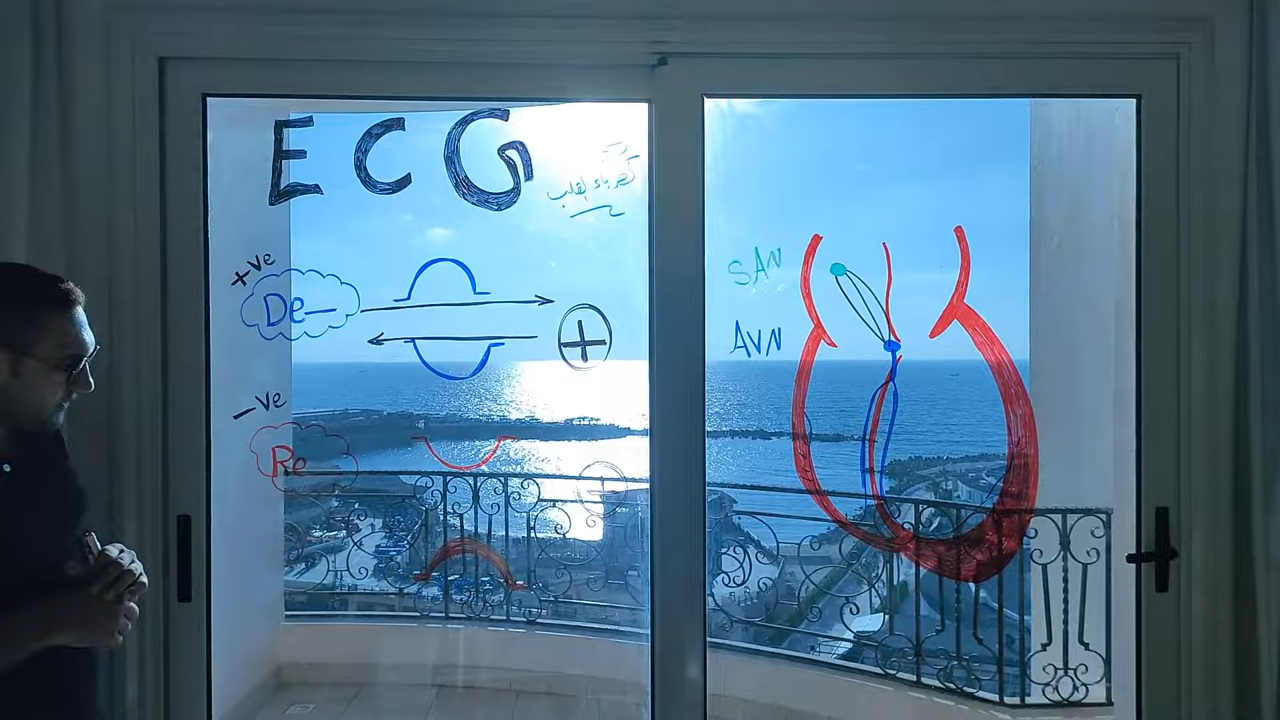 ECG
كهرباء القلب
+ve
De—
+
-ve
Re
SAN
AVN